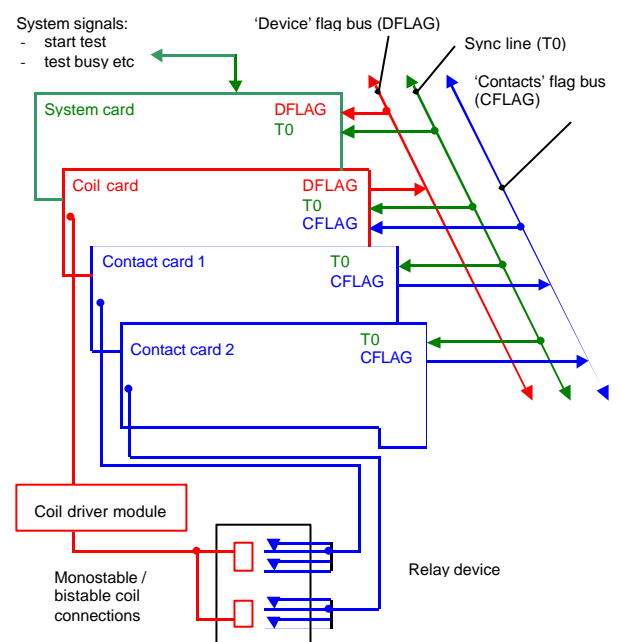 System signals:
- start test
- test busy etc
'Device' flag bus (DFLAG)
Sync line (T0)
'Contacts' flag bus
(CFLAG)
System card
DFLAG
T0
Coil card
DFLAG
T0
CFLAG
Contact card 1
T0
CFLAG
Contact card 2
T0
CFLAG
Coil driver module
Monostable /
bistable coil
connections
Relay device